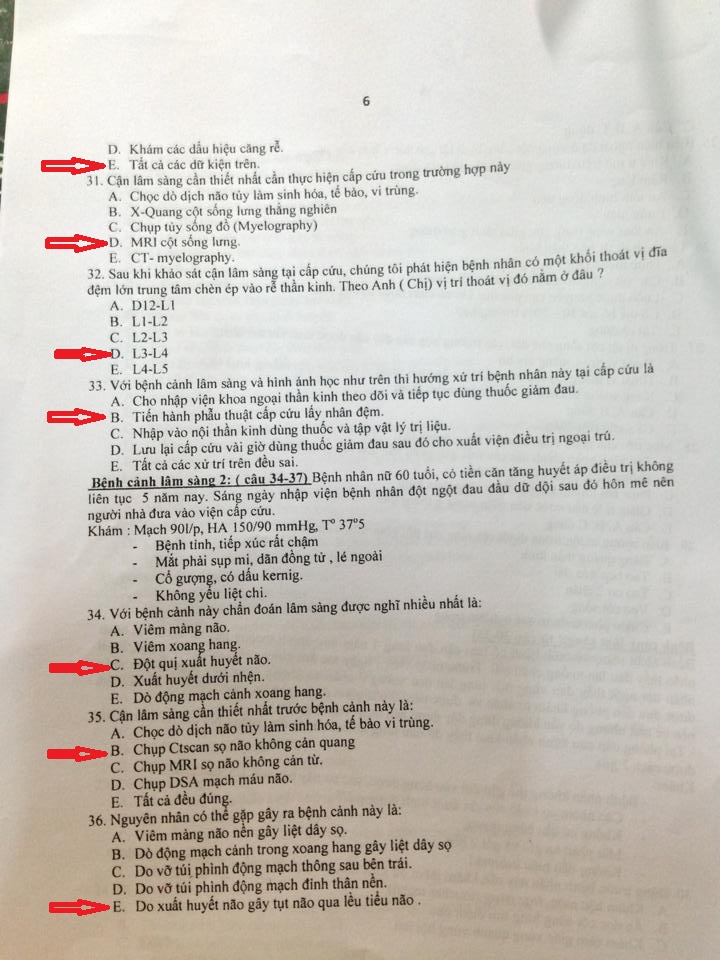 6
D. Khám các dấu hiệu căng rễ.
E. Tất cả các dữ kiện trên.
31. Cận lâm sàng cần thiết nhất cần thực hiện cấp cứu trong trường hợp này
A. Chọc dò dịch não tủy làm sinh hóa, tế bào, vi trùng.
B. X-Quang cột sống lưng thẳng nghiên
C. Chụp tủy sống đồ (Myelography)
D. MRI cột sống lưng.
E. CT- myelography.
32. Sau khi khảo sát cận lâm sàng tại cấp cứu, chúng tôi phát hiện bệnh nhân có một khối thoát vị đĩa
đệm lớn trung tâm chèn ép vào rễ thần kinh. Theo Anh ( Chị) vị trí thoát vị đó nằm ở đâu ?
A. D12-L1
B. L1-L2
C. L2-L3
D. L3-L4
E. L4-L5
33. Với bệnh cảnh lâm sàng và hình ảnh học như trên thì hướng xử trí bệnh nhân này tại cấp cứu là
A. Cho nhập viện khoa ngoại thần kinh theo dõi và tiếp tục dùng thuốc giảm đau.
B. Tiến hành phẫu thuật cấp cứu lấy nhân đệm.
C. Nhập vào nội thần kinh dùng thuốc và tập vật lý trị liệu.
D. Lưu lại cấp cứu vài giờ dùng thuốc giảm đau sau đó cho xuất viện điều trị ngoại trú.
E. Tất cả các xử trí trên đều sai.
Bệnh cảnh lâm sàng 2: ( câu 34-37) Bệnh nhân nữ 60 tuổi, có tiền căn tăng huyết áp điều trị không
liên tục 5 năm nay. Sáng ngày nhập viện bệnh nhân đột ngột đau đầu dữ dội sau đó hôn mê nên
người nhà đưa vào viện cấp cứu.
Khám : Mạch 90l/p, HA 150/90 mmHg, T° 37°5
- Bệnh tỉnh, tiếp xúc rất chậm
- Mắt phải sụp mi, dãn đồng tử , lé ngoài
- Cổ gượng, có dấu kernig.
- Không yếu liệt chi.
34. Với bệnh cảnh này chẩn đoán lâm sàng được nghĩ nhiều nhất là:
A. Viêm màng não.
B. Viêm xoang hang.
C. Đột quị xuất huyết não.
D. Xuất huyết dưới nhện.
E. Dò động mạch cảnh xoang hang.
35. Cận lâm sàng cần thiết nhất trước bệnh cảnh này là:
A. Chọc dò dịch não tủy làm sinh hóa, tế bào vi trùng.
B. Chụp Ctscan sọ não không cản quang
C. Chụp MRI sọ não không cản từ.
D. Chụp DSA mạch máu não.
E. Tất cả đều đúng.
36. Nguyên nhân có thể gặp gây ra bệnh cảnh này là:
A. Viêm màng não nền gây liệt dây sọ.
B. Dò động mạch cảnh trong xoang hang gây liệt dây sọ
C. Do vỡ túi phình động mạch thông sau bên trái.
D. Do vỡ túi phình động mạch đỉnh thân nền.
E. Do xuất huyết não gây tụt não qua lều tiểu não .